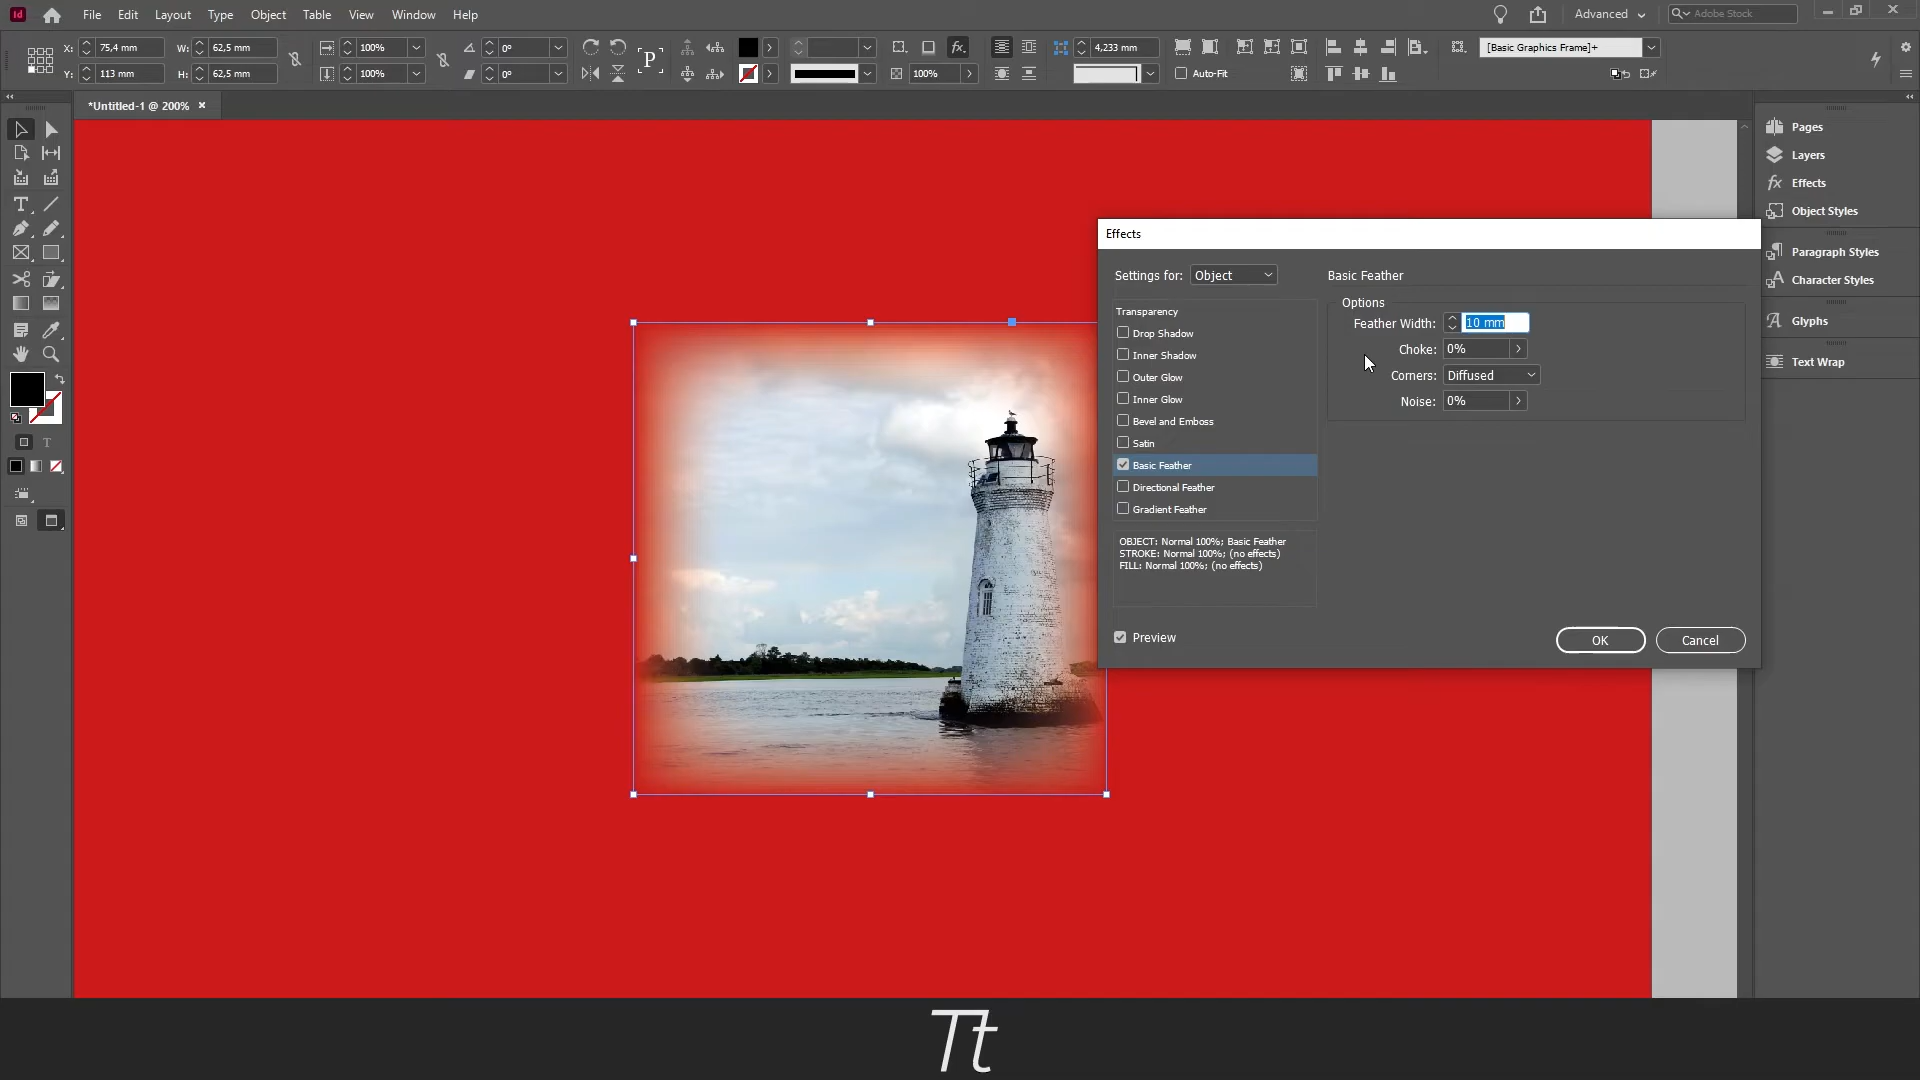 Id File Edit Layout Type Object Table View Window Help Advanced Adobe Stock
X: 75,4 mm W: 62,5 mm 100% 0° P fx. 4,233 mm [Basic Graphics Frame]+
Y: 113 mm H: 62,5 mm 100% 0° 100% Auto-Fit
*Untitled-1 @ 200% ×
Pages
Layers
Effects
Object Styles
Paragraph Styles
Character Styles
Glyphs
Text Wrap
Effects
Settings for: Object
Transparency
Drop Shadow
Inner Shadow
Outer Glow
Inner Glow
Bevel and Emboss
Satin
Basic Feather
Directional Feather
Gradient Feather
OBJECT: Normal 100%; Basic Feather
STROKE: Normal 100%; (no effects)
FILL: Normal 100%; (no effects)
Preview
Basic Feather
Options
Feather Width: 10 mm
Choke: 0%
Corners: Diffused
Noise: 0%
OK Cancel
Tt